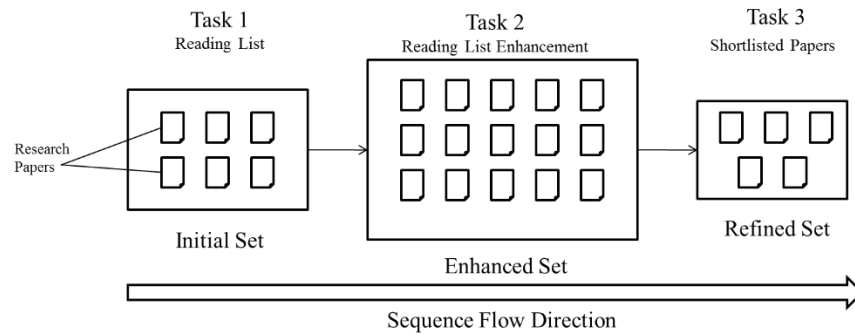 Task 1
Reading List
Task 2
Reading List Enhancement
Task 3
Shortlisted Papers
Research
Papers
Initial Set
Enhanced Set
Refined Set
Sequence Flow Direction